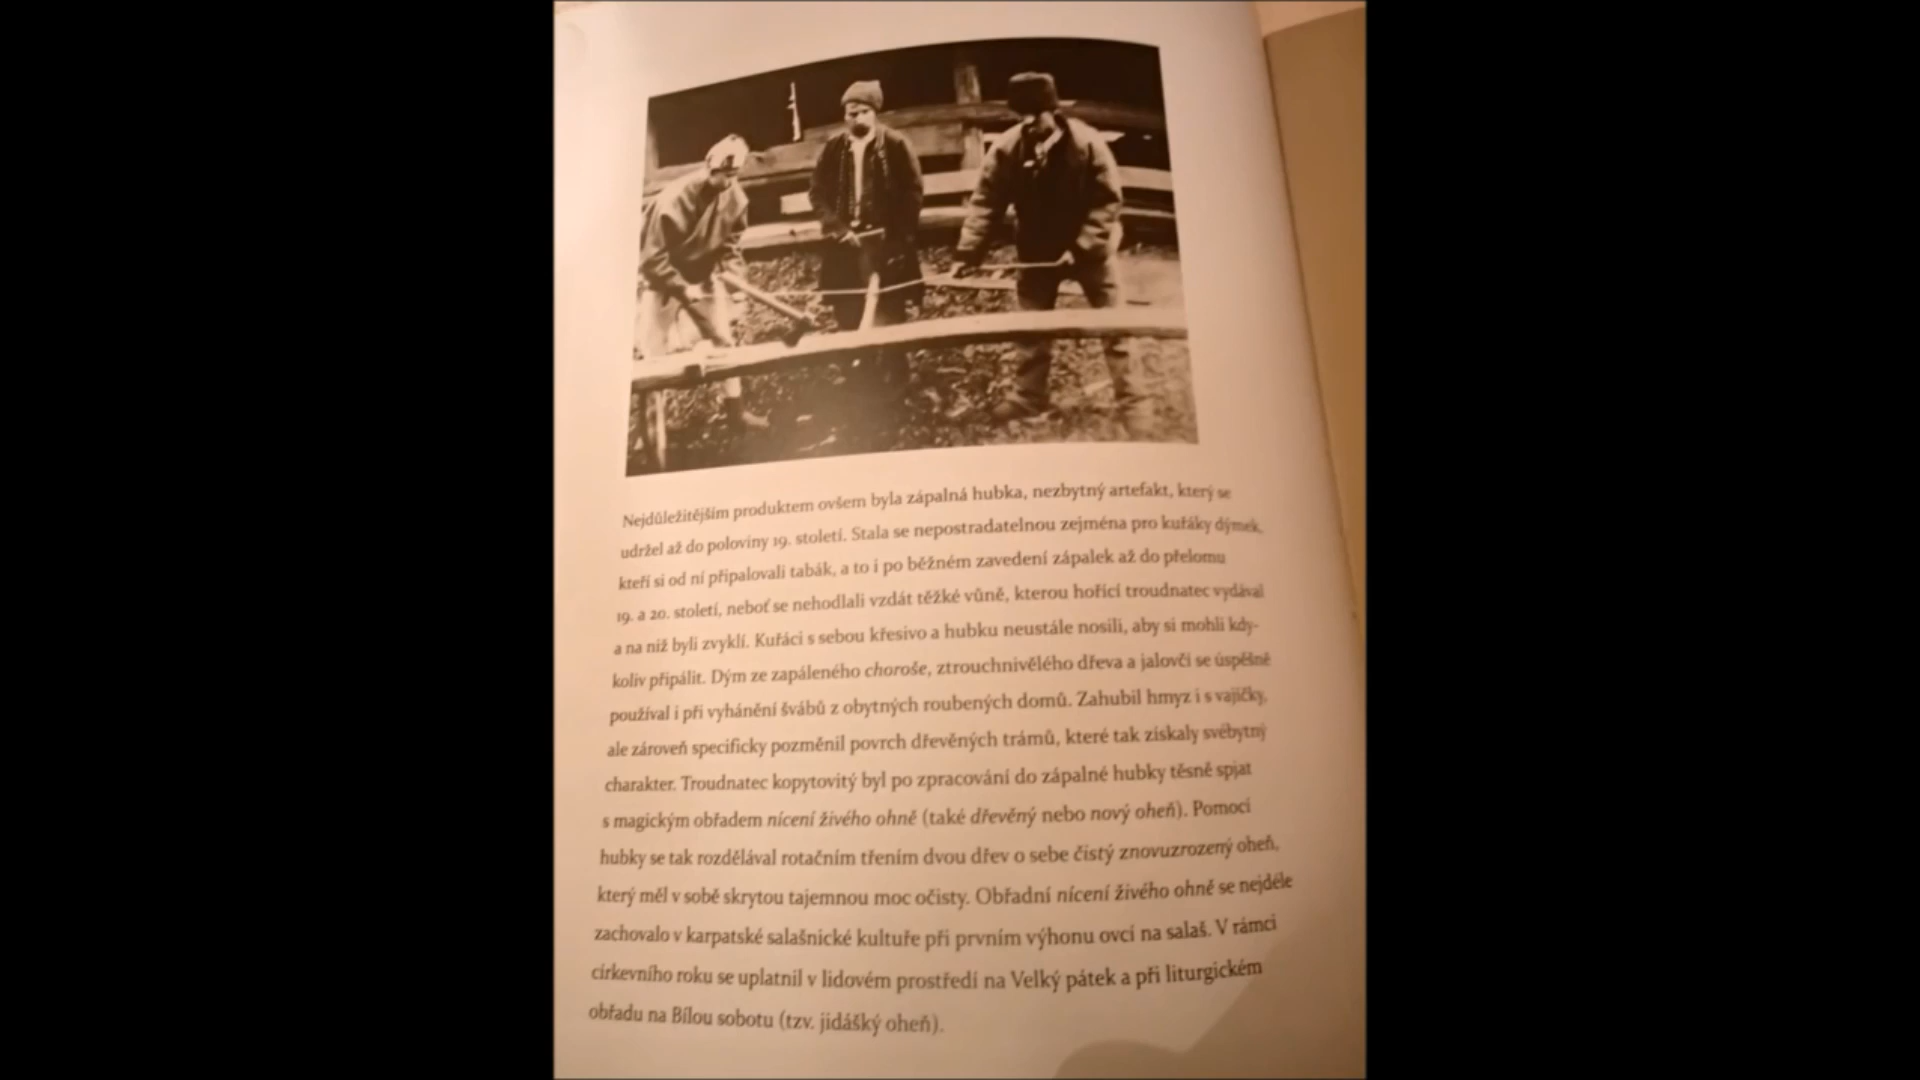 Nejdůležitějším produktem ovšem byla zápalná hubka, nezbytný artefakt, který se
udržel až do poloviny 19. století. Stala se nepostradatelnou zejména pro kuřáky dýmek,
kteří si od ní připalovali tabák, a to i po běžném zavedení zápalek až do přelomu
19. a 20. století, neboť se nehodlali vzdát těžké vůně, kterou hořící troudnatec vydával
a na niž byli zvyklí. Kuřáci s sebou křesivo a hubku neustále nosili, aby si mohli kdy-
koliv připálit. Dým ze zapáleného choroše, ztrouchnivělého dřeva a jalovčí se úspěšně
používal i při vyhánění švábů z obytných roubených domů. Zahubil hmyz i s vajíčky,
ale zároveň specificky pozměnil povrch dřevěných trámů, které tak získaly svébytný
charakter. Troudnatec kopytovitý byl po zpracování do zápalné hubky těsně spjat
s magickým obřadem nícení živého ohně (také dřevěný nebo nový oheň). Pomocí
hubky se tak rozdělával rotačním třením dvou dřev o sebe čistý znovuzrozený oheň,
který měl v sobě skrytou tajemnou moc očisty. Obřadní nícení živého ohně se nejdéle
zachovalo v karpatské salašnické kultuře při prvním výhonu ovcí na salaš. V rámci
církevního roku se uplatnil v lidovém prostředí na Velký pátek a při liturgickém
obřadu na Bílou sobotu (tzv. jidášký oheň).